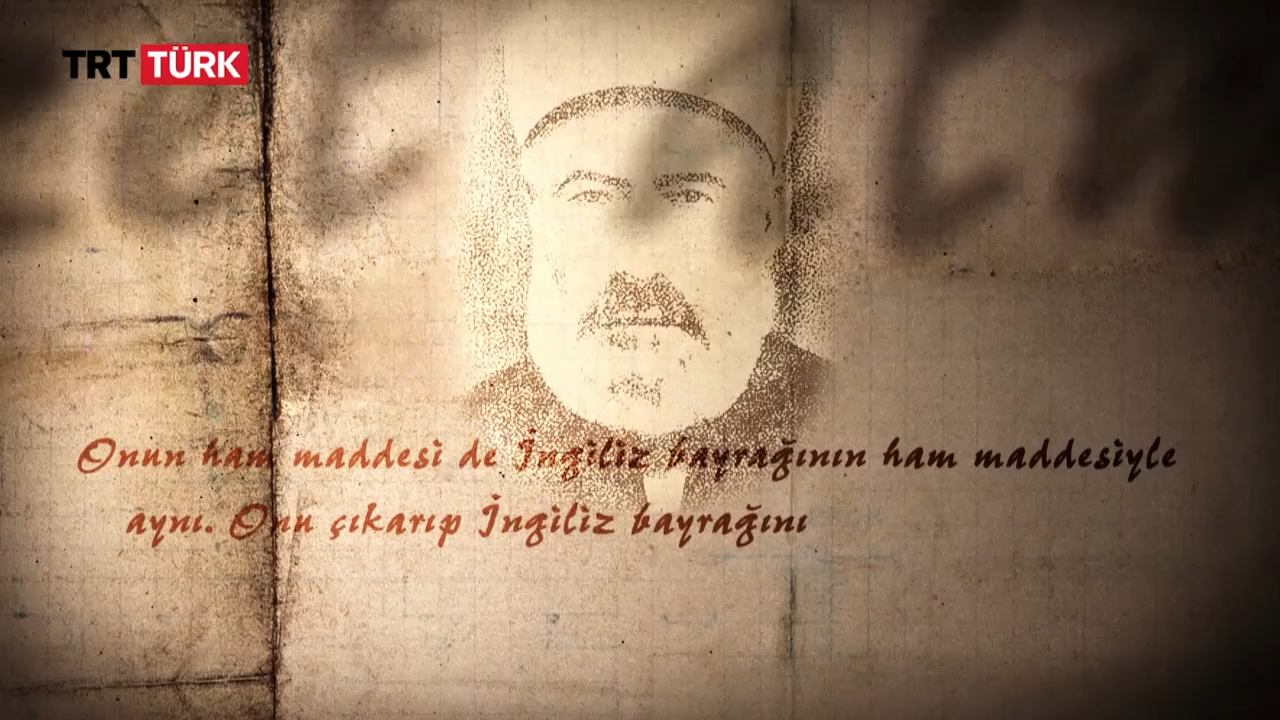 TRT TÜRK
Onun ham maddesi de İngiliz bayrağının ham maddesiyle
aynı. Onu çıkarıp İngiliz bayrağını